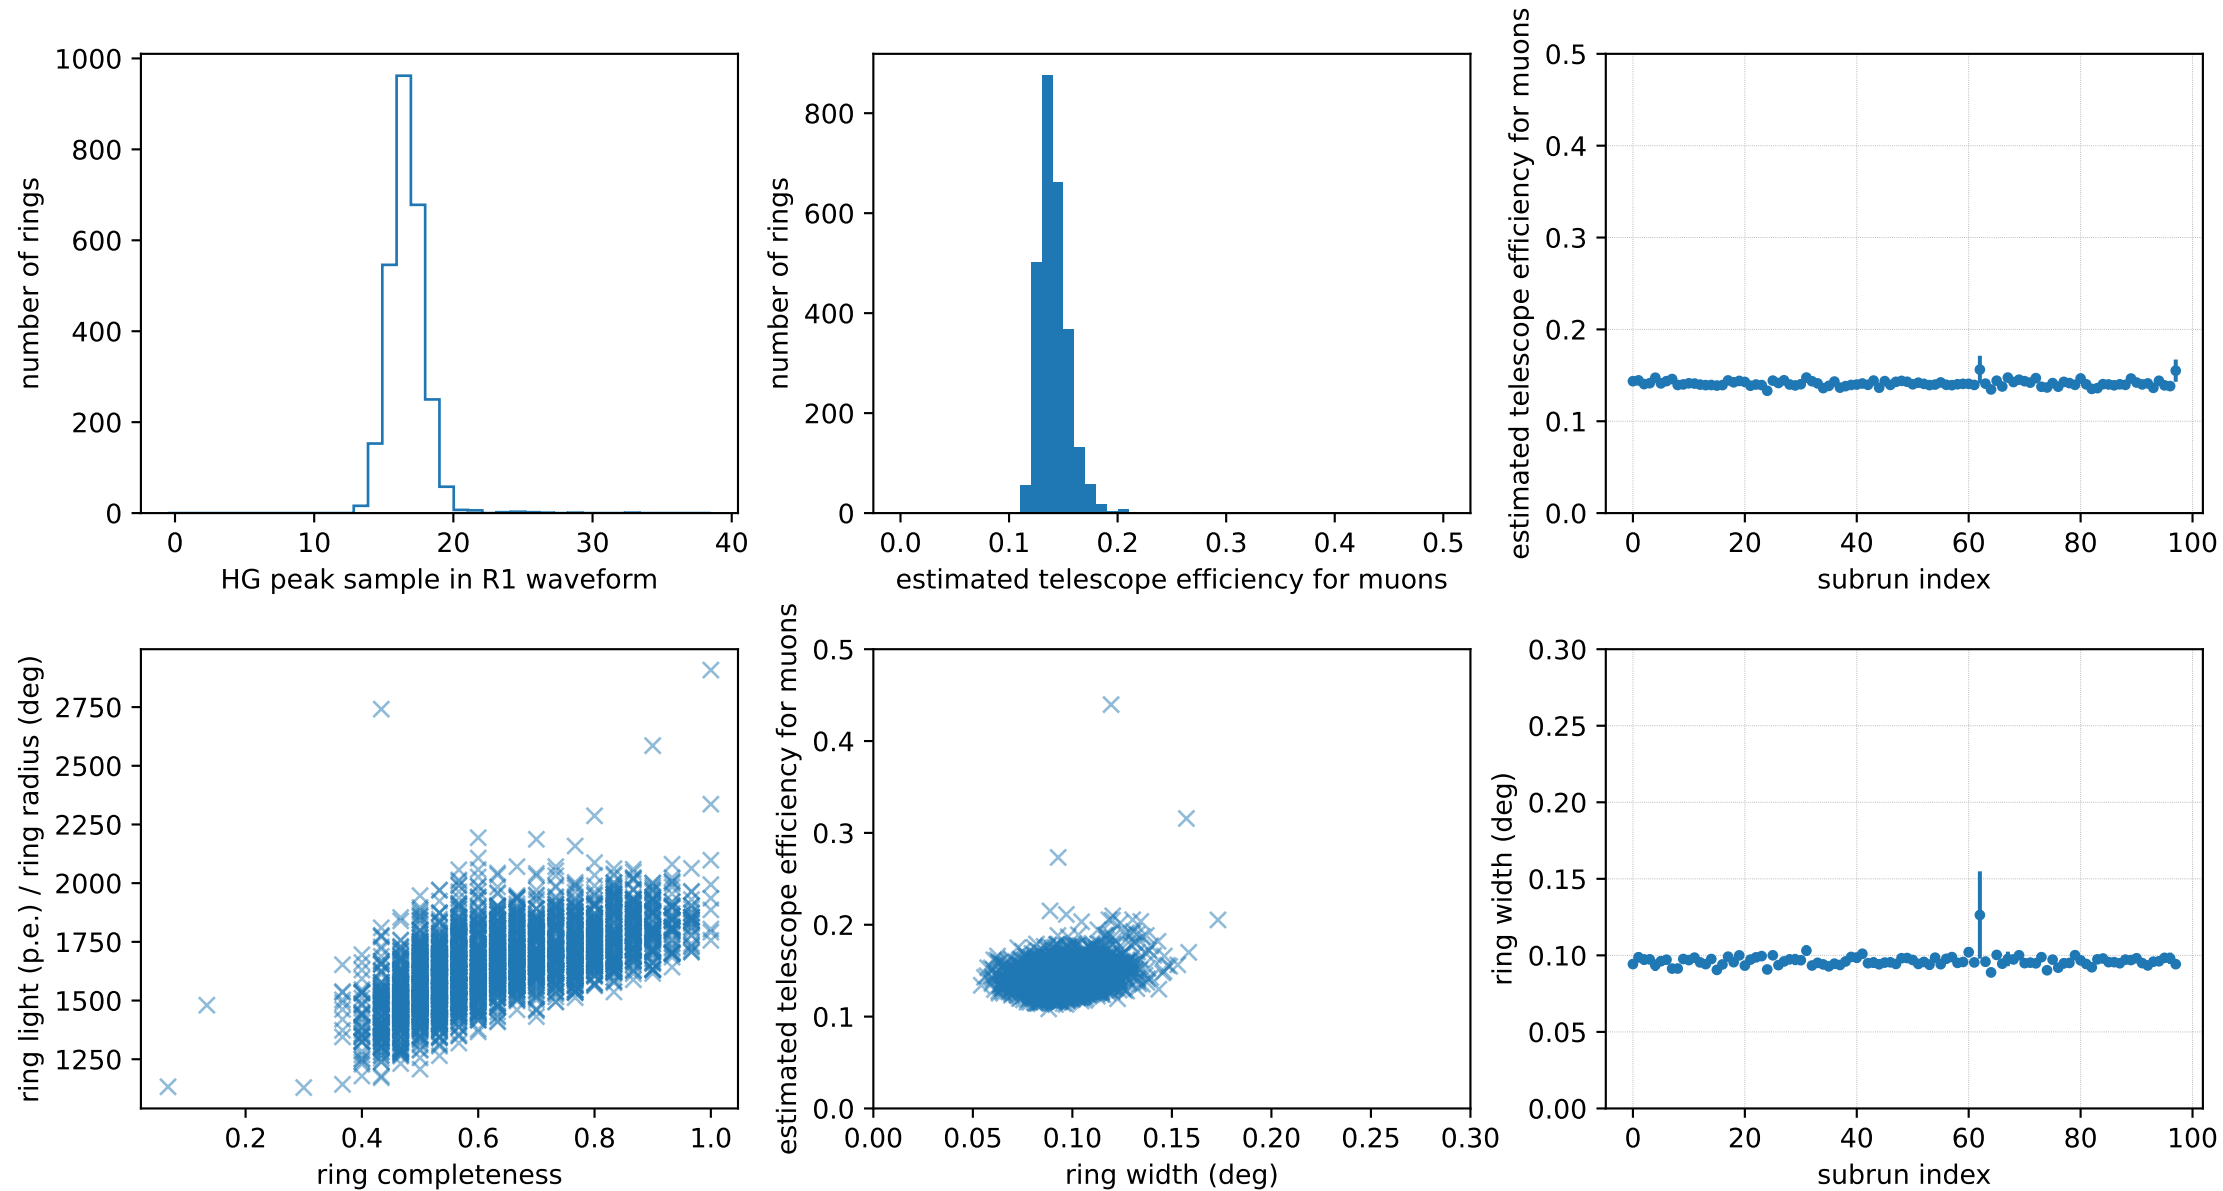 1000
800
600
400
200
0
number of rings
0 10 20 30 40
HG peak sample in R1 waveform
800
600
400
200
0
number of rings
0.0 0.1 0.2 0.3 0.4 0.5
estimated telescope efficiency for muons
0.5
0.4
0.3
0.2
0.1
0.0
estimated telescope efficiency for muons
0 20 40 60 80 100
subrun index
2750
2500
2250
2000
1750
1500
1250
ring light (p.e.) / ring radius (deg)
0.2 0.4 0.6 0.8 1.0
ring completeness
0.5
0.4
0.3
0.2
0.1
0.0
estimated telescope efficiency for muons
0.00 0.05 0.10 0.15 0.20 0.25 0.30
ring width (deg)
0.30
0.25
0.20
0.15
0.10
0.05
0.00
ring width (deg)
0 20 40 60 80 100
subrun index